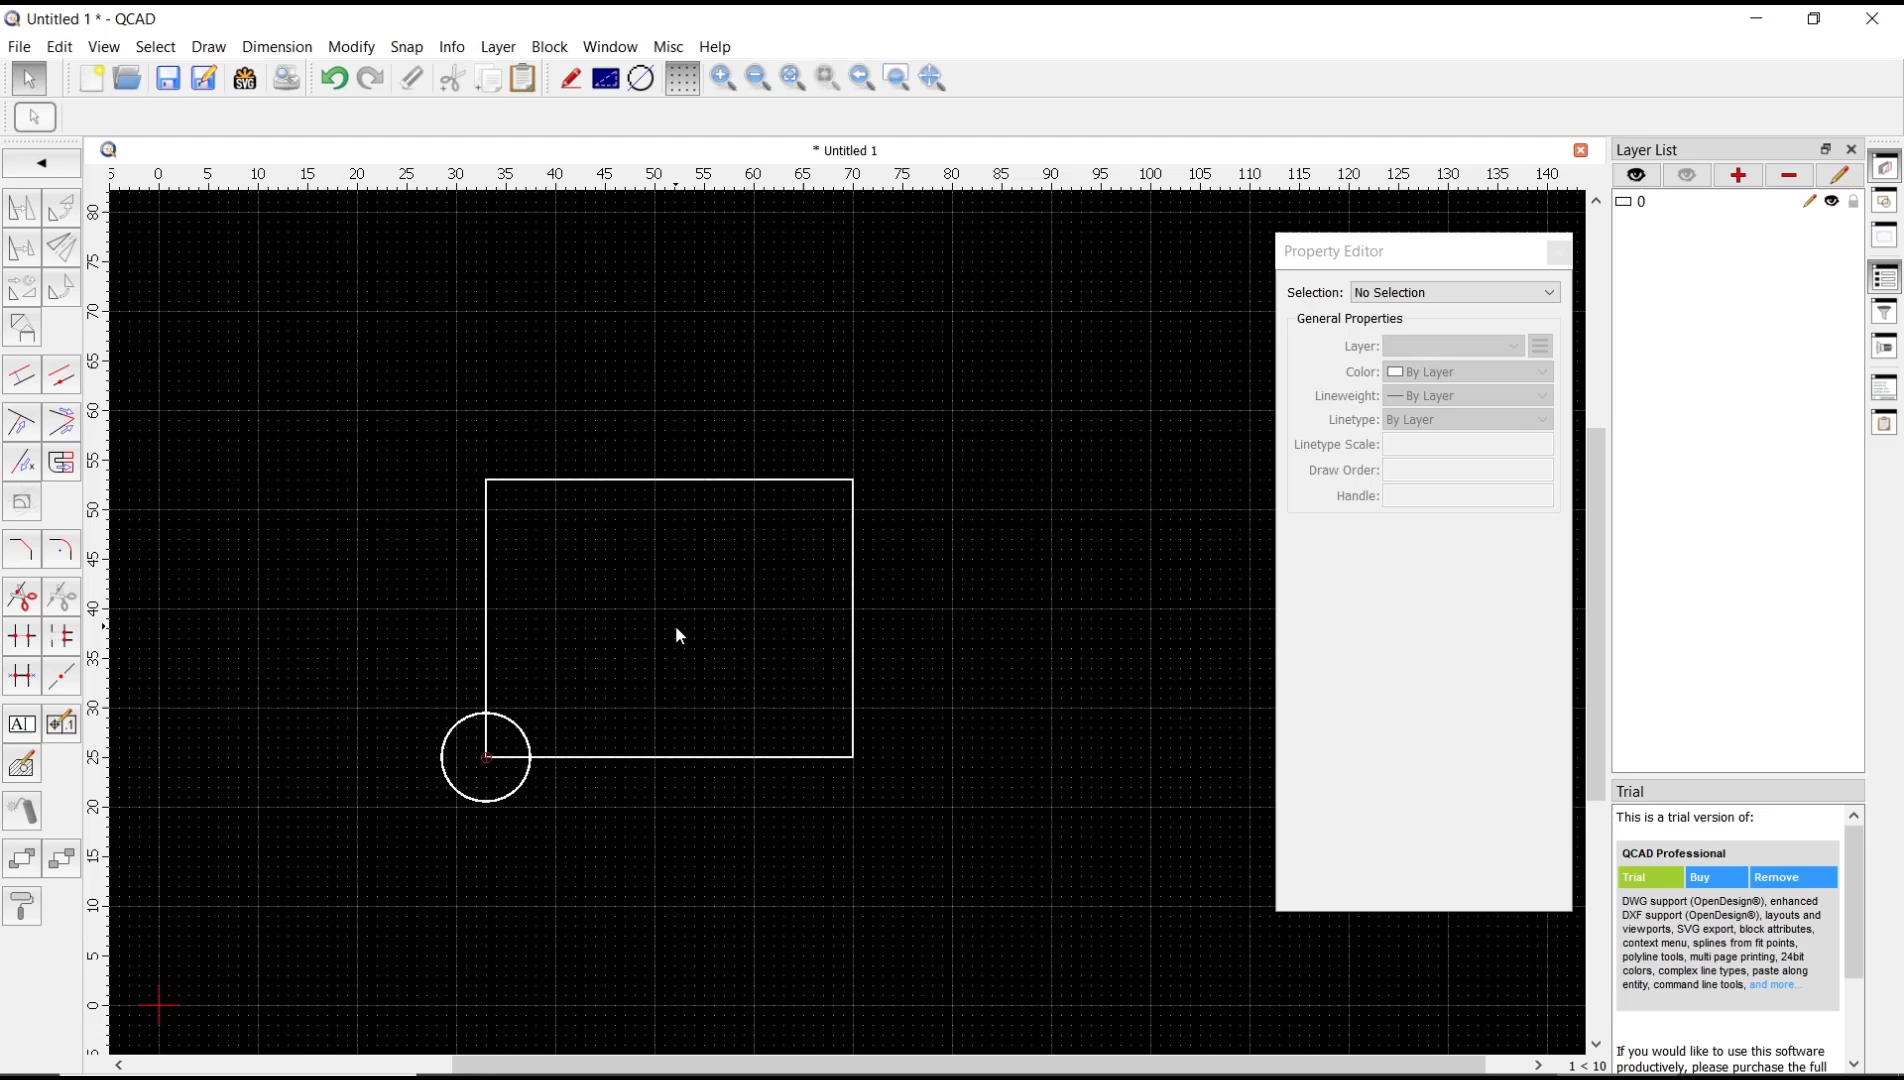 Untitled 1 * - QCAD
File Edit View Select Draw Dimension Modify Snap Info Layer Block Window Misc Help
SVG
* Untitled 1
5 0 5 10 15 20 25 30 35 40 45 50 55 60 65 70 75 80 85 90 95 100 105 110 115 120 125 130 135 140
80
75
70
65
60
55
50
45
40
35
30
25
20
15
10
5
0
5
Layer List
0
Property Editor
Selection: No Selection
General Properties
Layer:
Color: By Layer
Lineweight: By Layer
Linetype: By Layer
Linetype Scale:
Draw Order:
Handle:
Trial
This is a trial version of:
QCAD Professional
Trial Buy Remove
DWG support (OpenDesign®), enhanced
DXF support (OpenDesign®), layouts and
viewports, SVG export, block attributes,
context menu, splines from fit points,
polyline tools, multi page printing, 24bit
colors, complex line types, paste along
entity, command line tools, and more...
If you would like to use this software
productively, please purchase the full
1 < 10